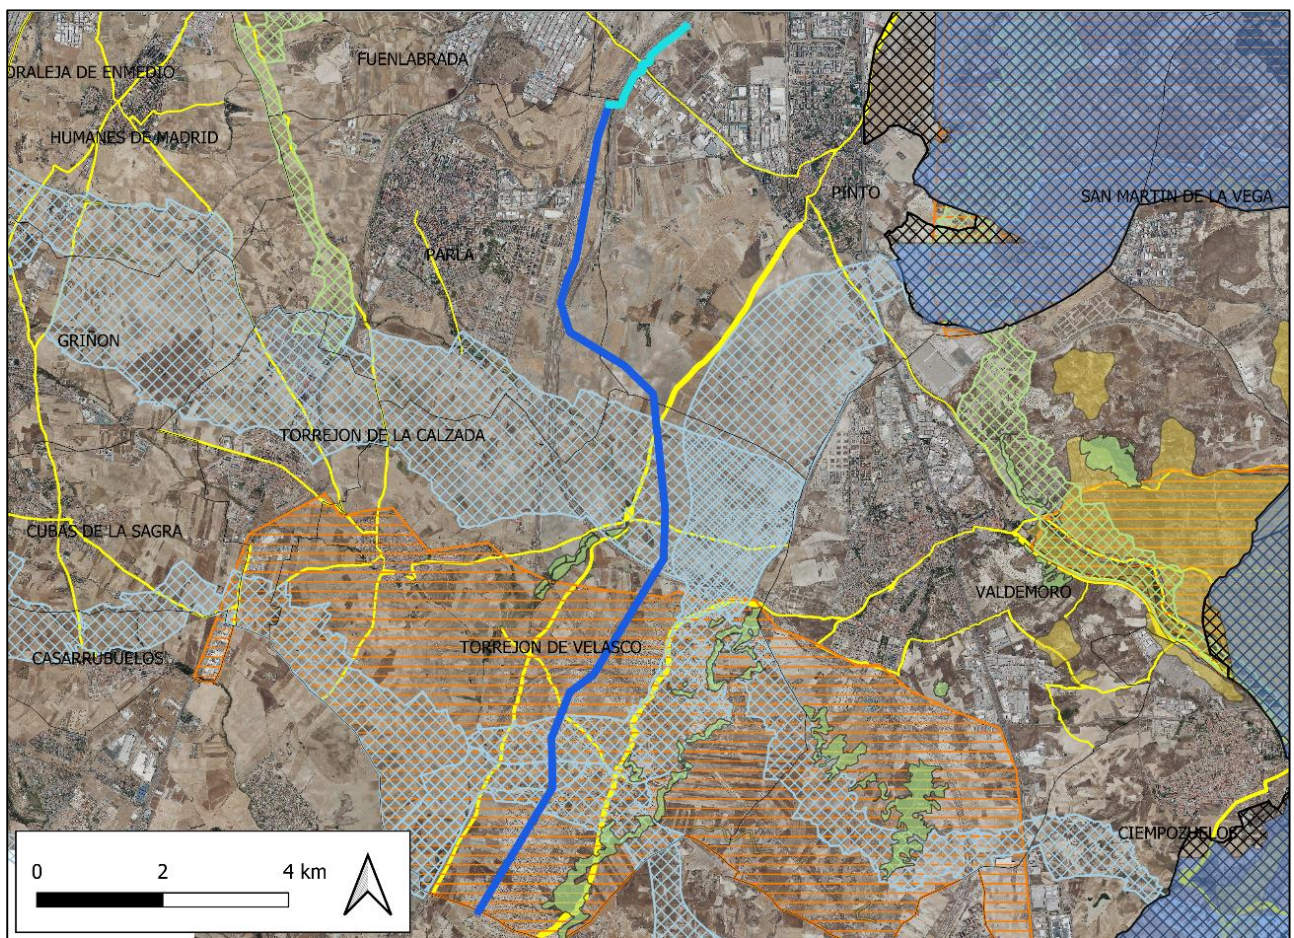 FUENLABRADA
ORALEJA DE ENMEDIO
HUMANES DE MADRID
PINTO
SAN MARTIN DE LA VEGA
PARLA
GRIÑON
TORREJON DE LA CALZADA
CUBAS DE LA SAGRA
VALDEMORO
TORREJON DE VELASCO
CASARRUBUELOS
CIEMPOZUELOS
0 2 4 km